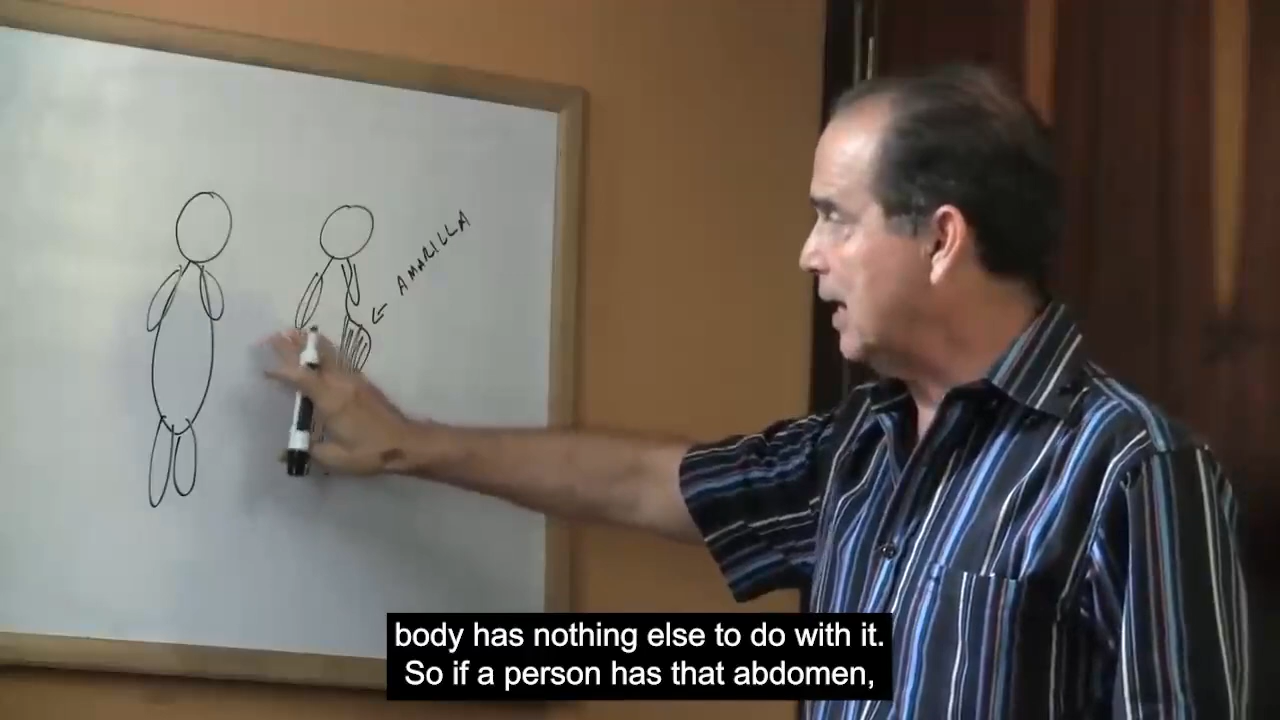 AMARILLA
body has nothing else to do with it.
So if a person has that abdomen,